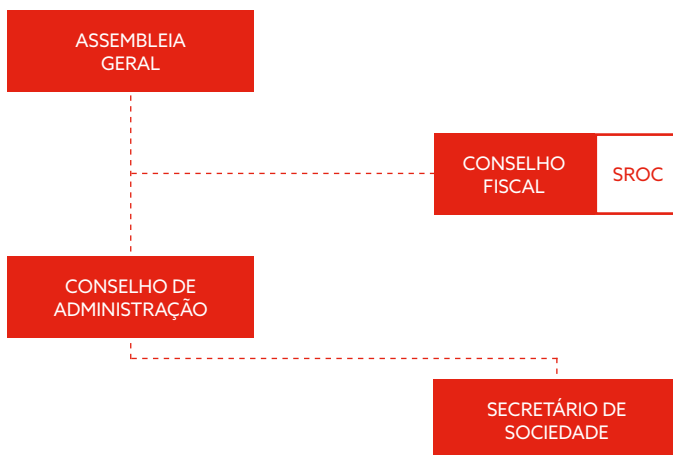 ASSEMBLEIA
GERAL
CONSELHO
FISCAL
SROC
CONSELHO DE
ADMINISTRAÇÃO
SECRETÁRIO DE
SOCIEDADE